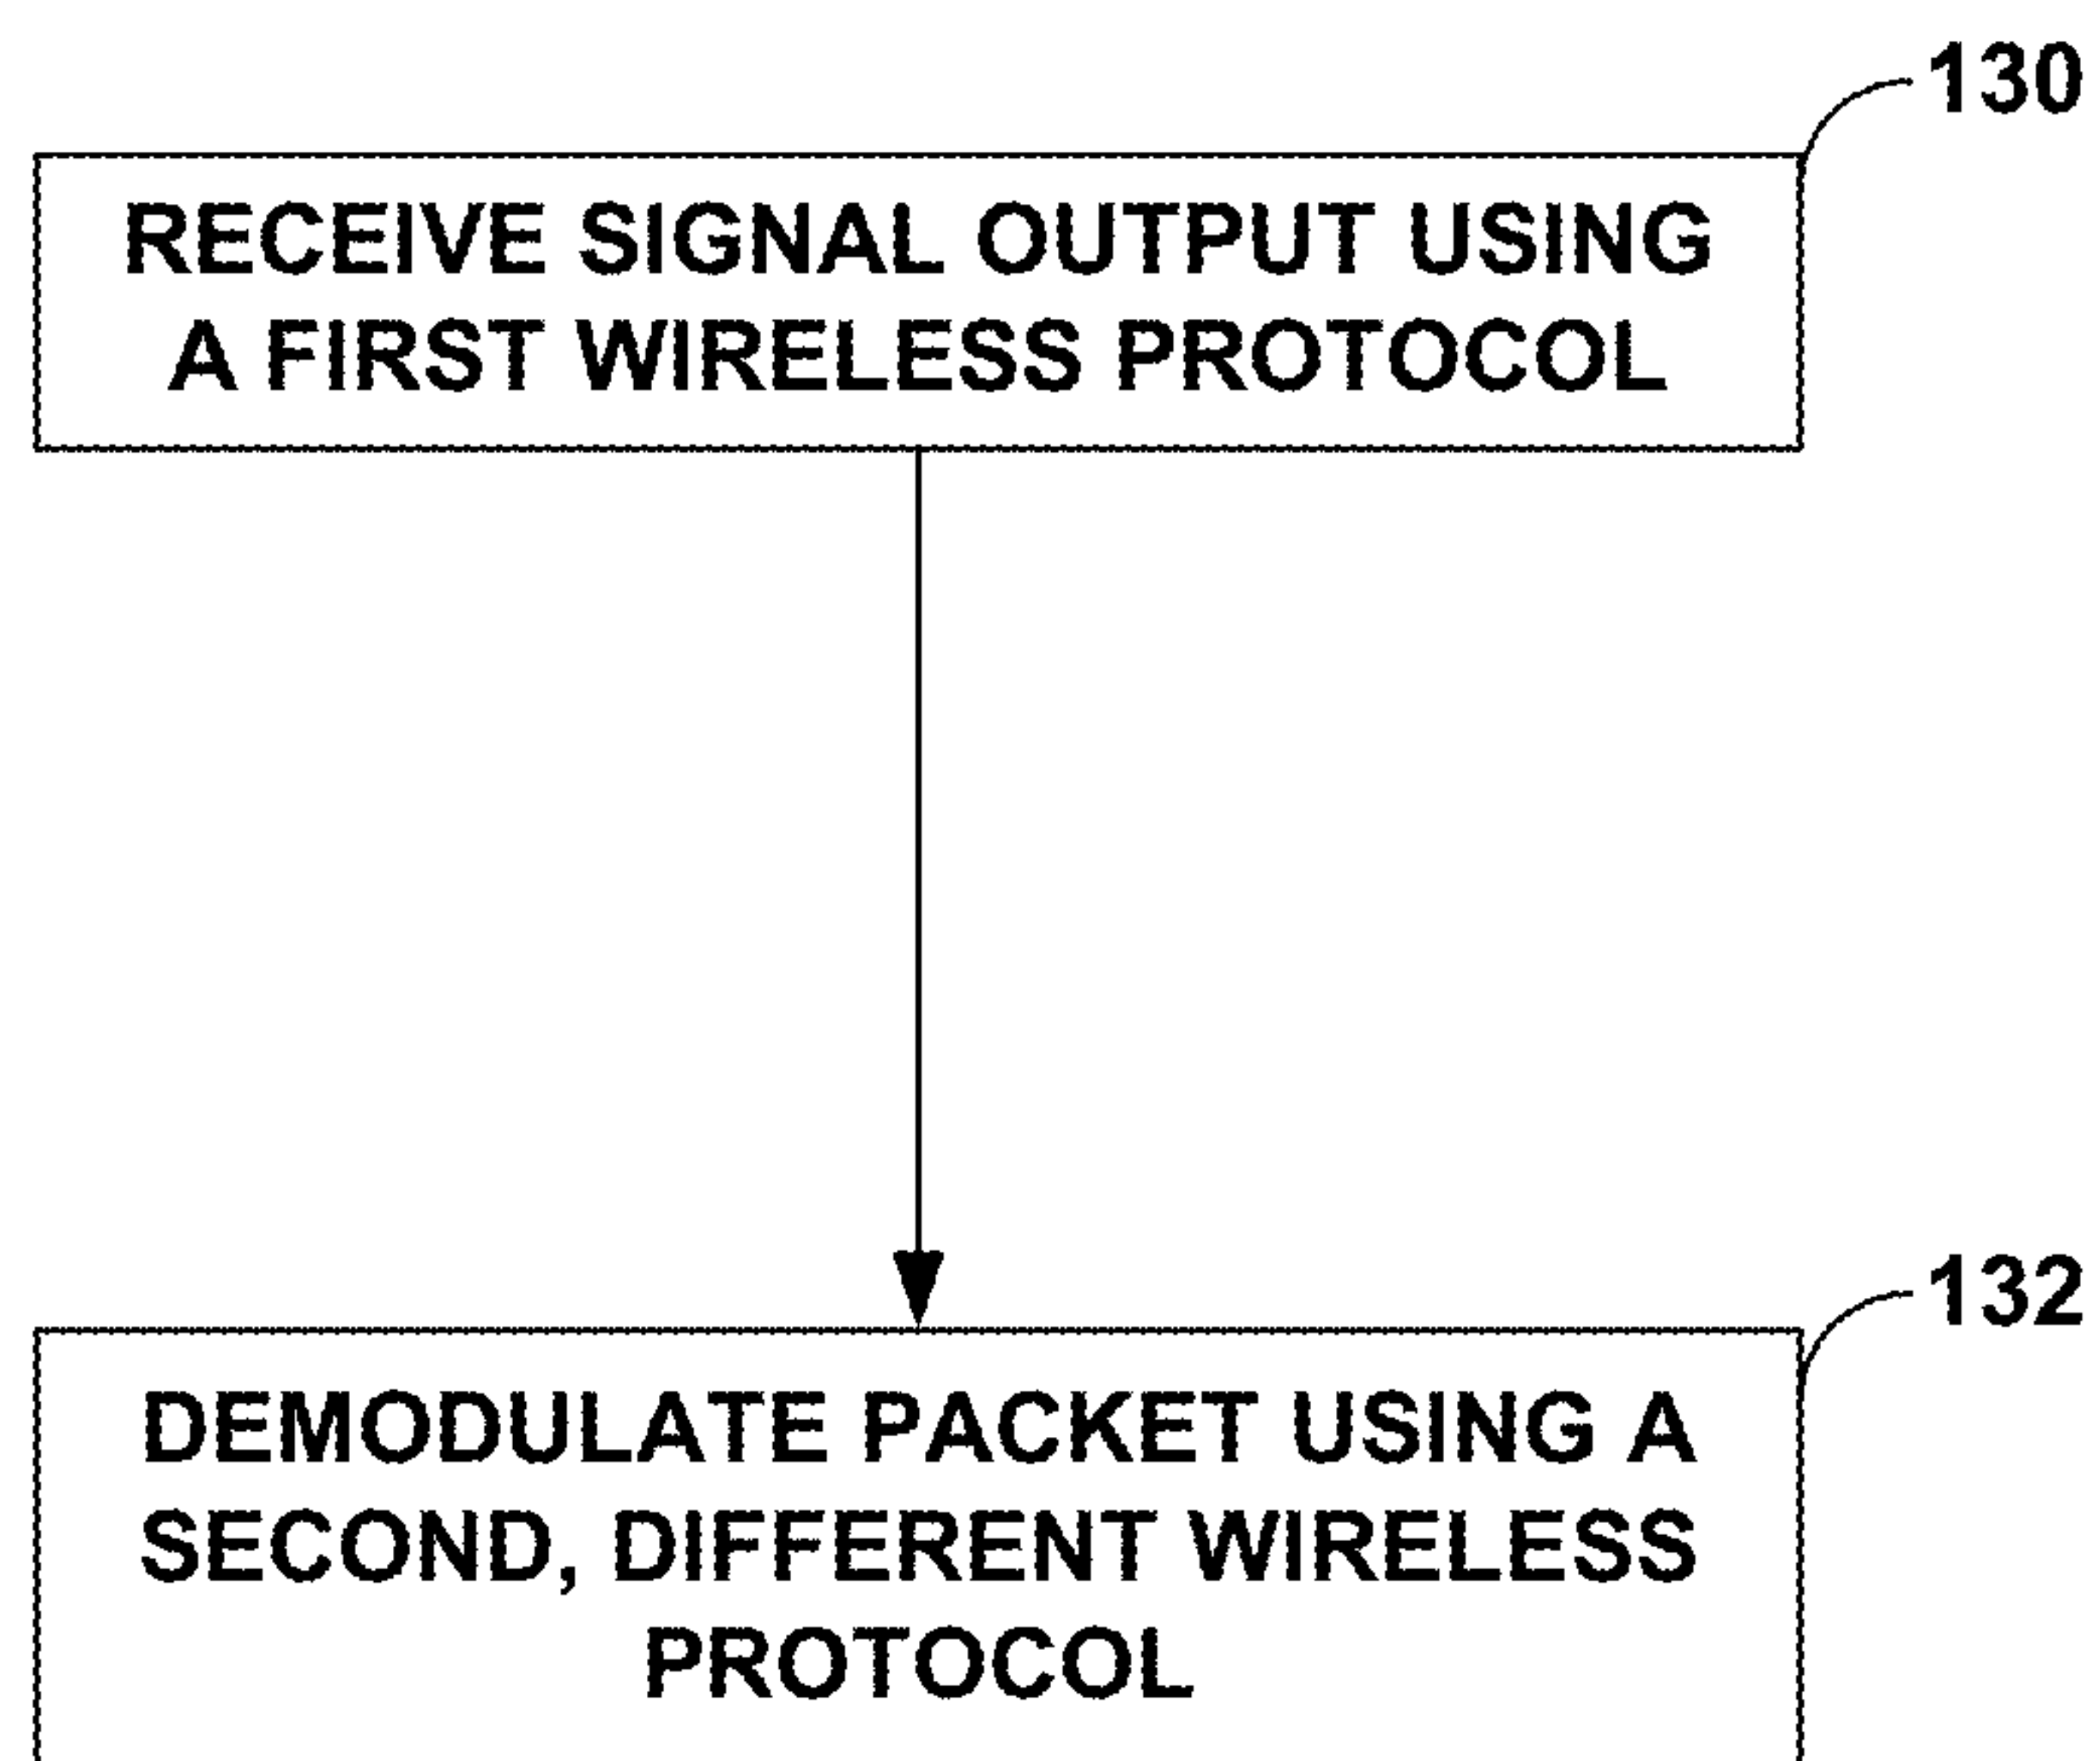 130
RECEIVE SIGNAL OUTPUT USING
A FIRST WIRELESS PROTOCOL
132
DEMODULATE PACKET USING A
SECOND, DIFFERENT WIRELESS
PROTOCOL